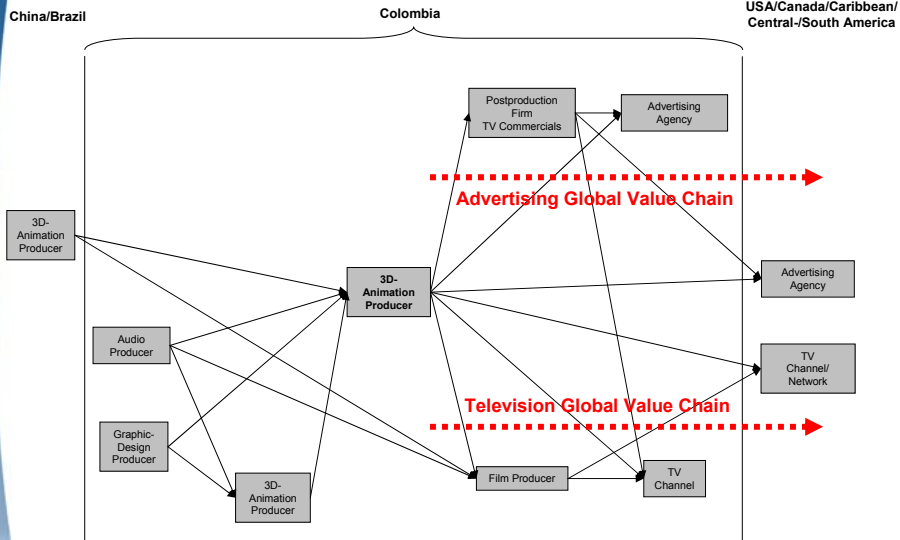 China/Brazil
Colombia
USA/Canada/Caribbean/
Central-/South America
Postproduction
Firm
TV Commercials
Advertising
Agency
Advertising Global Value Chain
3D-
Animation
Producer
3D-
Animation
Producer
Advertising
Agency
Audio
Producer
TV
Channel/
Network
Television Global Value Chain
Graphic-
Design
Producer
3D-
Animation
Producer
Film Producer
TV
Channel